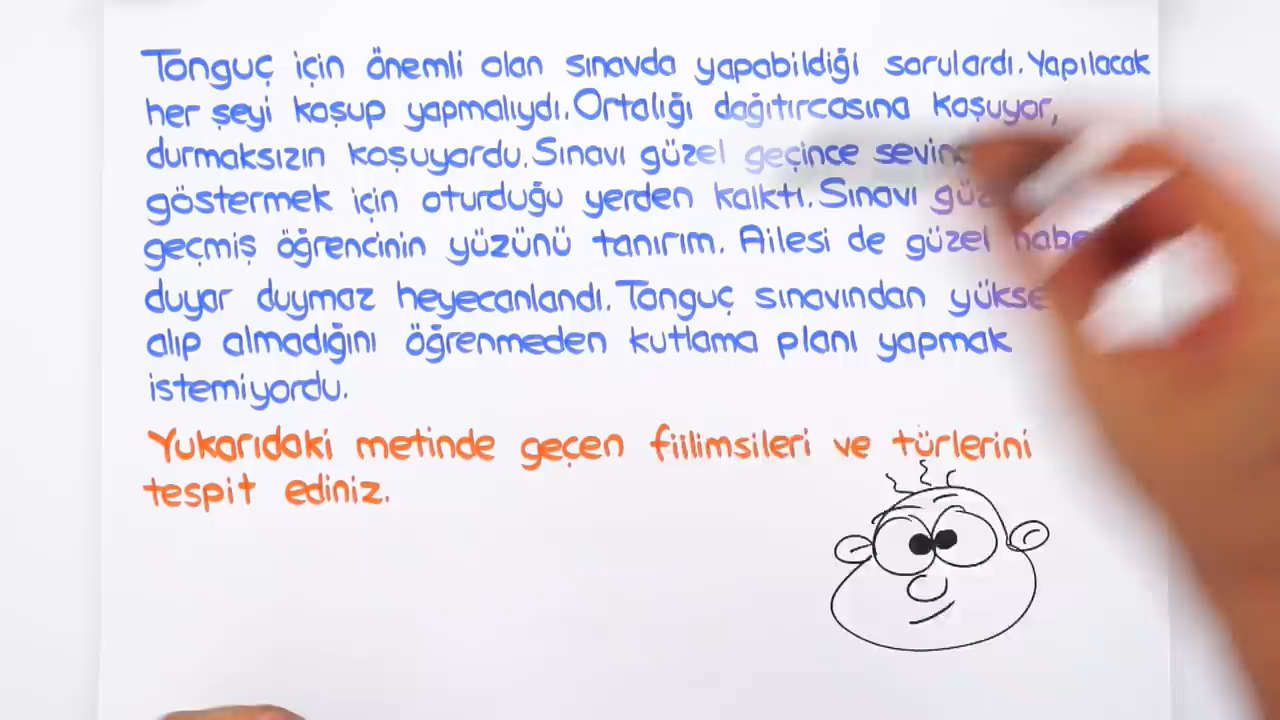 Tonguç için önemli olan sınavda yapabildiği sorulardı. Yapılacak
her şeyi koşup yapmalıydı. Ortalığı dağıtırcasına koşuyor,
durmaksızın koşuyordu. Sınavı güzel geçince
göstermek için oturduğu yerden kalktı. Sınavı
geçmiş öğrencinin yüzünü tanırım. Ailesi de güzel
duyar duymaz heyecanlandı. Tonguç sınavından
alıp almadığını öğrenmeden kutlama planı yapmak
istemiyordu.
Yukarıdaki metinde geçen fiilimsileri ve türlerini
tespit ediniz.